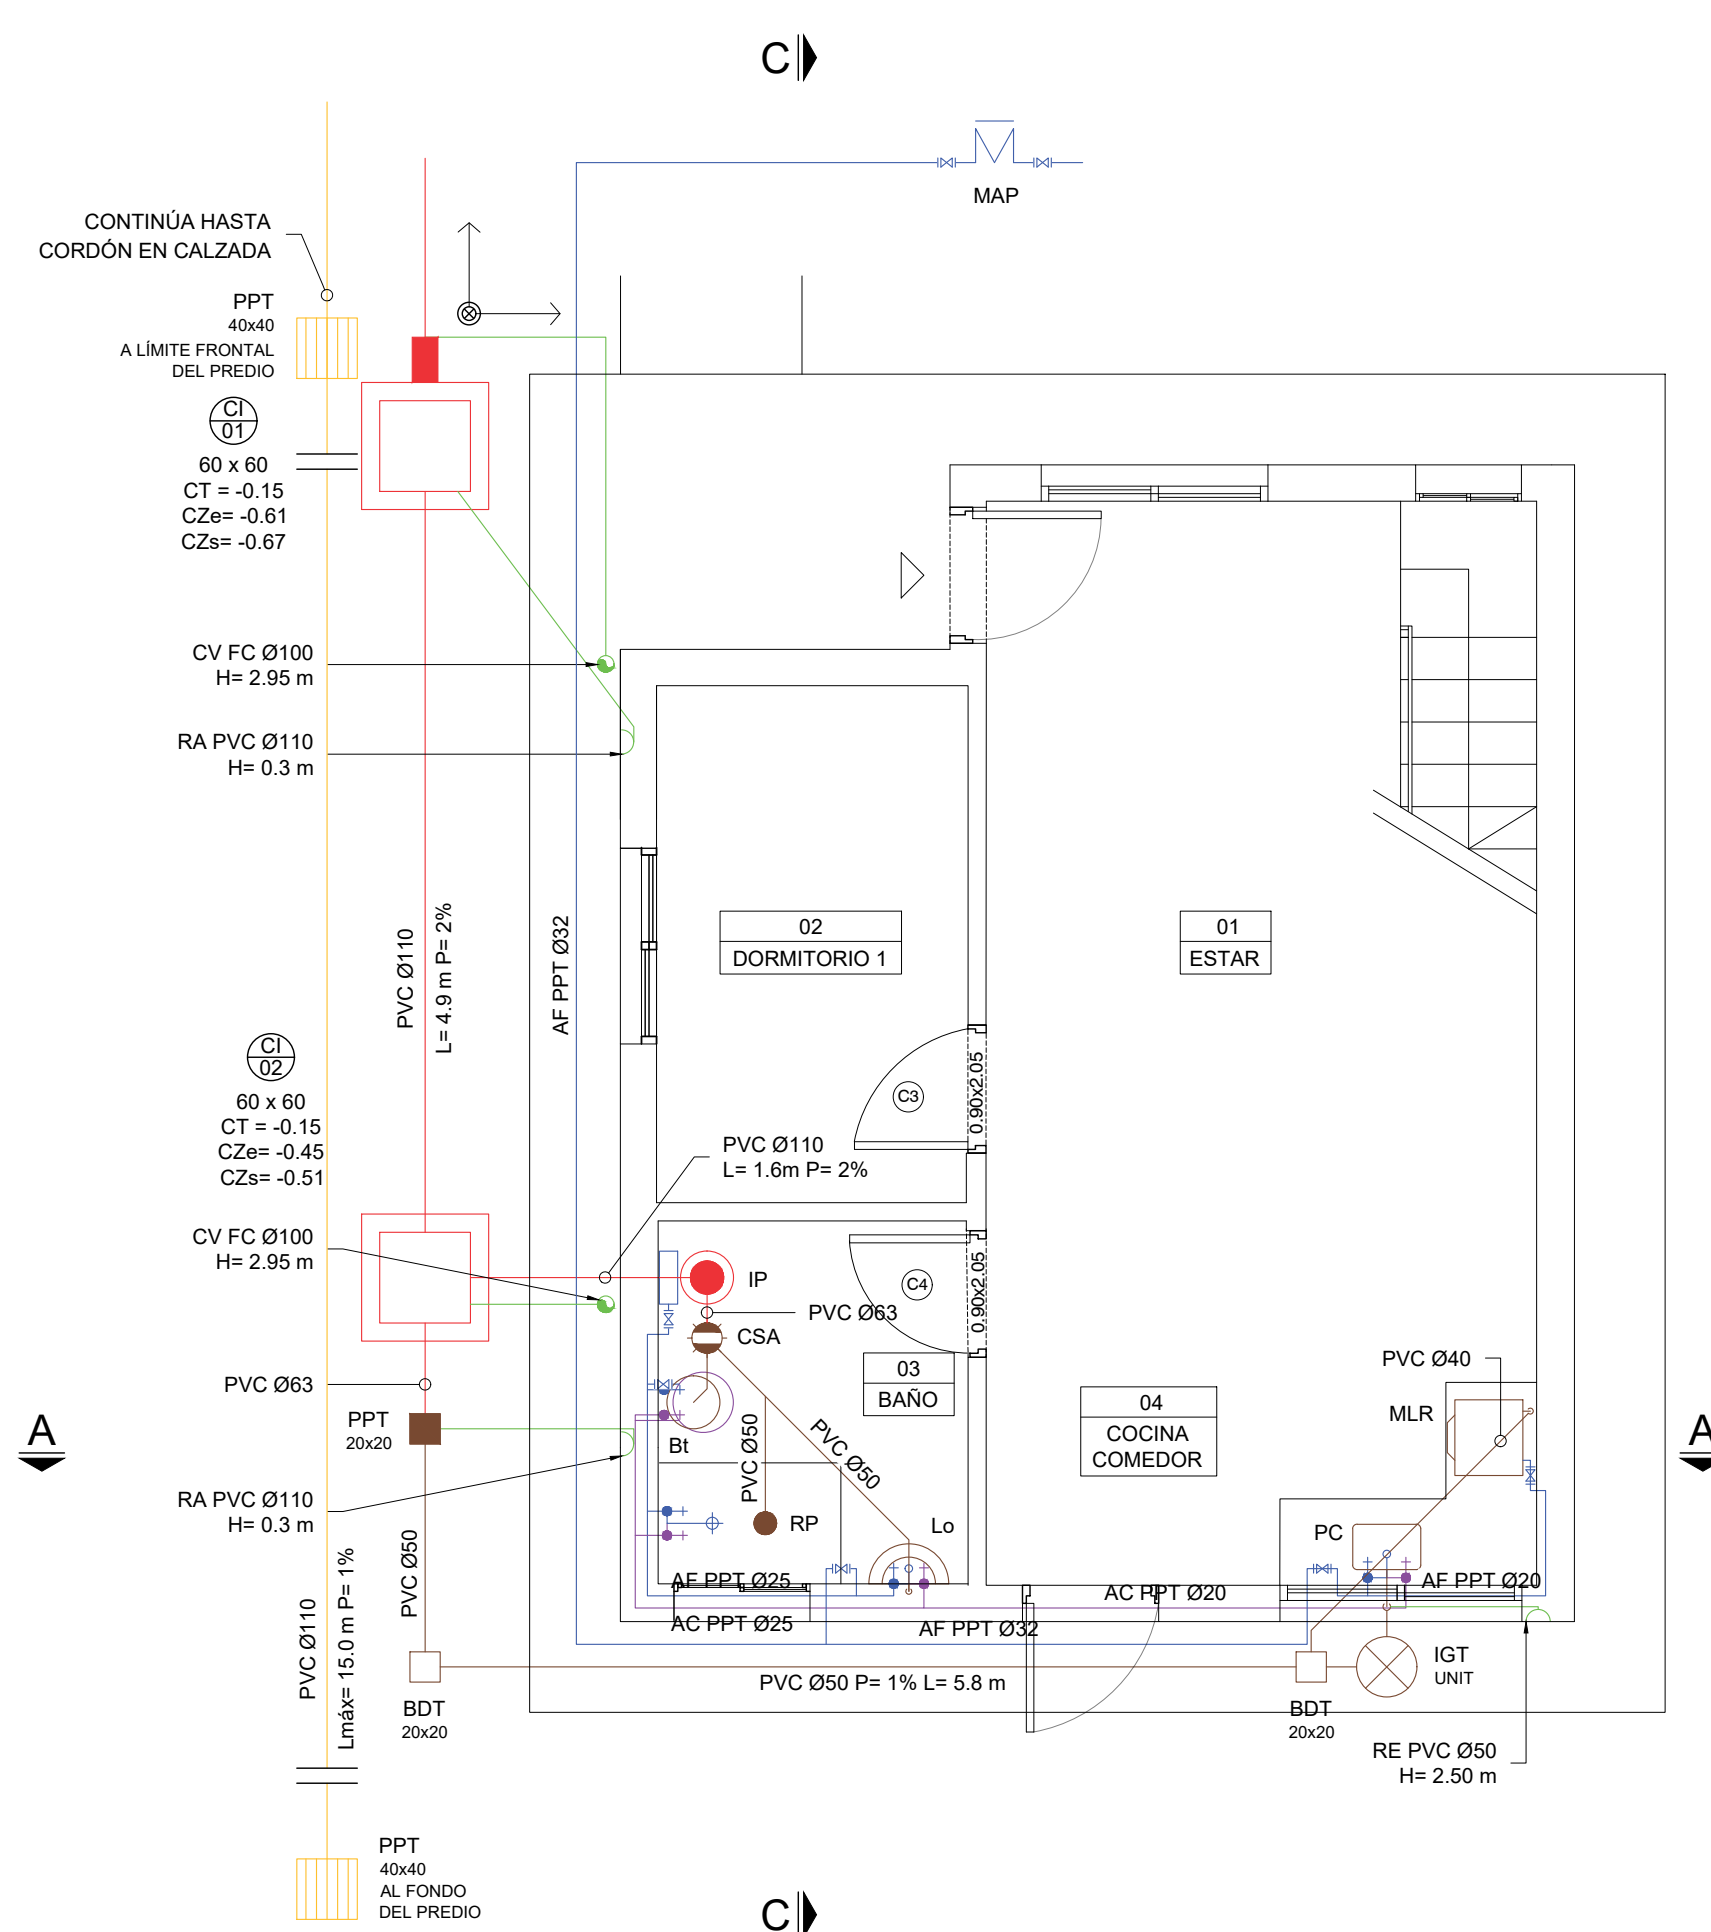 C
MAP
CONTINÚA HASTA
CORDÓN EN CALZADA
PPT
40x40
A LÍMITE FRONTAL
DEL PREDIO
CI
01
60 x 60
CT = -0.15
CZe= -0.61
CZs= -0.67
CV FC Ø100
H= 2.95 m
RA PVC Ø110
H= 0.3 m
PVC Ø110
L= 4.9 m P= 2%
AF PPT Ø32
02
DORMITORIO 1
01
ESTAR
CI
02
60 x 60
CT = -0.15
CZe= -0.45
CZs= -0.51
C3
0.90x2.05
PVC Ø110
L= 1.6m P= 2%
CV FC Ø100
H= 2.95 m
IP
C4
0.90x2.05
PVC Ø63
CSA
03
BAÑO
PVC Ø40
PVC Ø63
04
COCINA
COMEDOR
MLR
PPT
20x20
A
A
Bt
PVC Ø50
PVC Ø50
RA PVC Ø110
H= 0.3 m
RP
Lo
PC
PVC Ø50
AF PPT Ø25
AC PPT Ø20
AF PPT Ø20
AC PPT Ø25
AF PPT Ø32
PVC Ø110
Lmáx= 15.0 m P= 1%
IGT
UNIT
PVC Ø50 P= 1% L= 5.8 m
BDT
20x20
BDT
20x20
RE PVC Ø50
H= 2.50 m
PPT
40x40
AL FONDO
DEL PREDIO
C